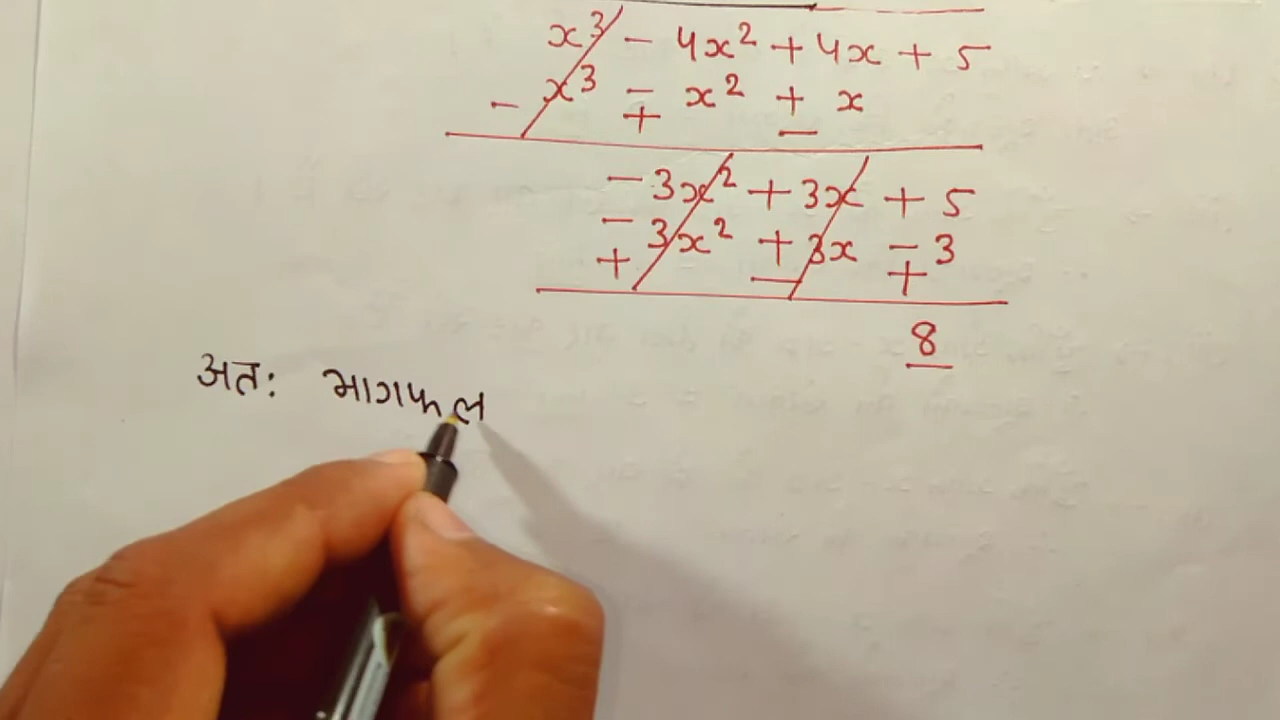 x³ - 4x² + 4x + 5
- x³ - x² + x
+ -
- 3x² + 3x + 5
- 3x² + 3x - 3
+ - +
8
अतः भागफल